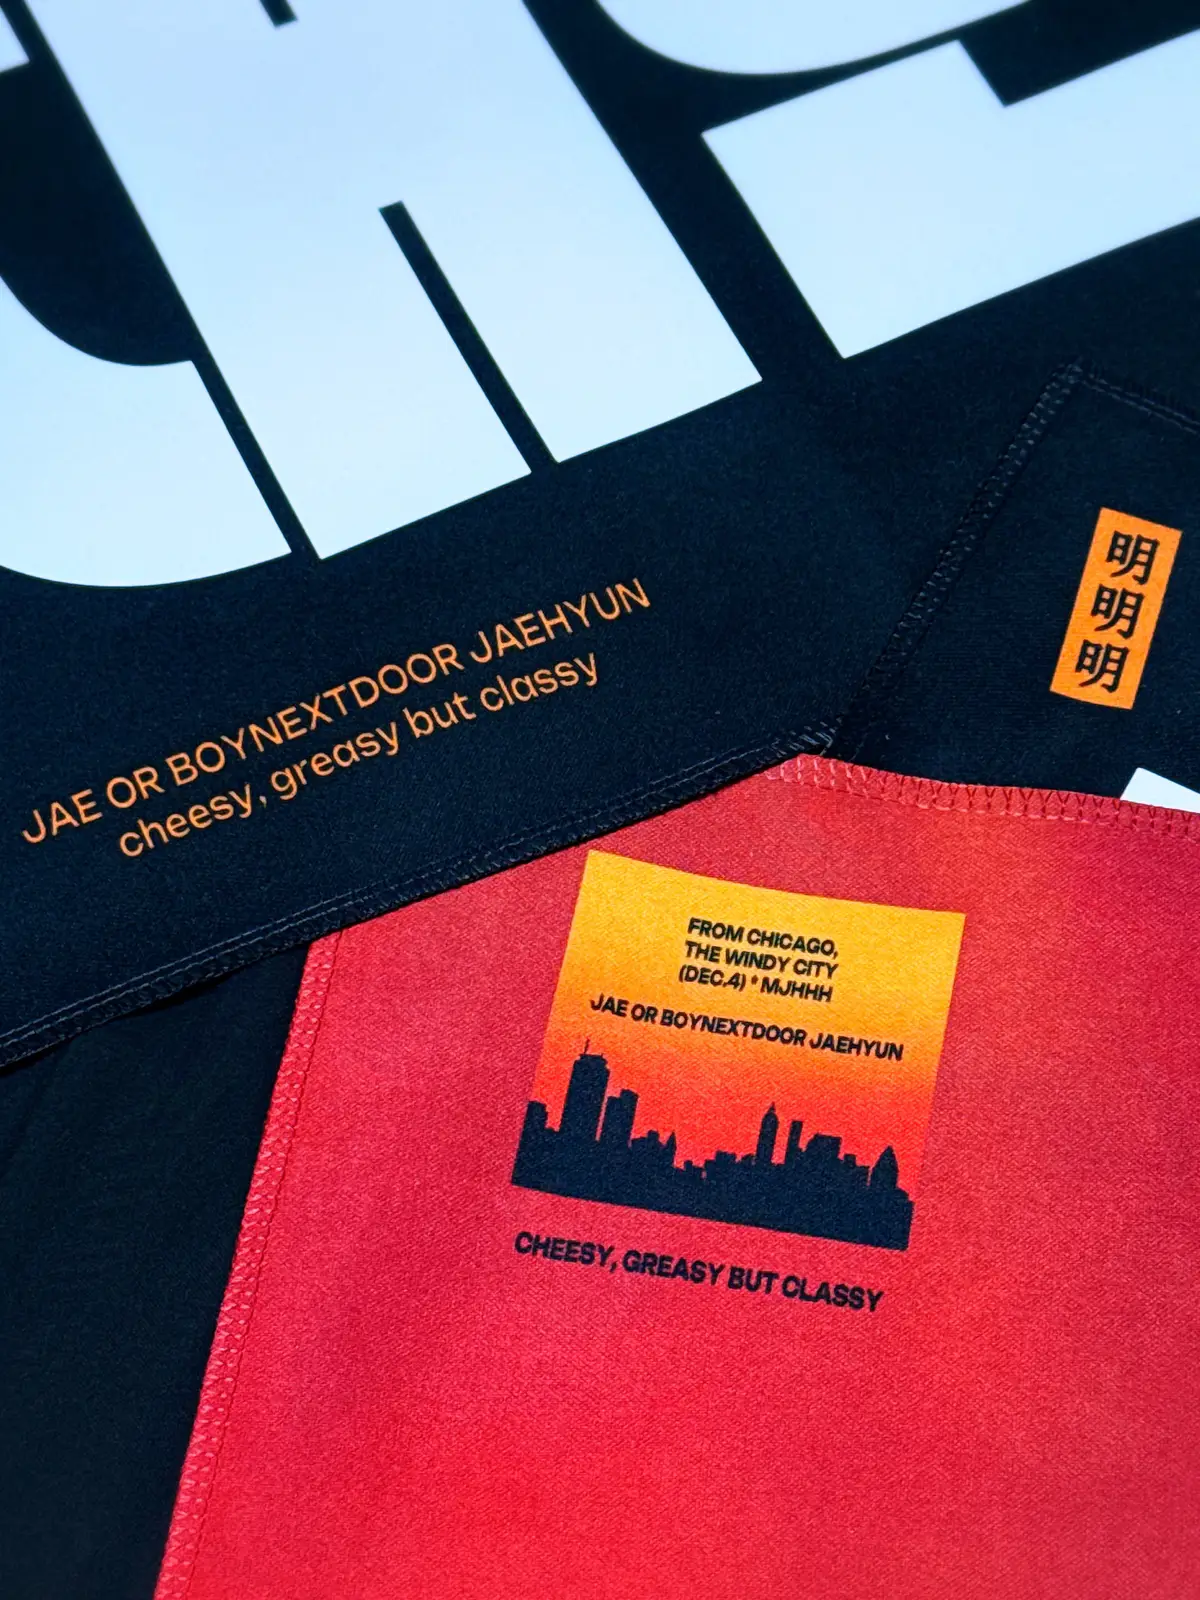 JAE OR BOYNEXTDOOR JAEHYUN
cheesy, greasy but classy
明
明
明
FROM CHICAGO,
THE WINDY CITY
(DEC.4) * MJHHH
JAE OR BOYNEXTDOOR JAEHYUN
CHEESY, GREASY BUT CLASSY